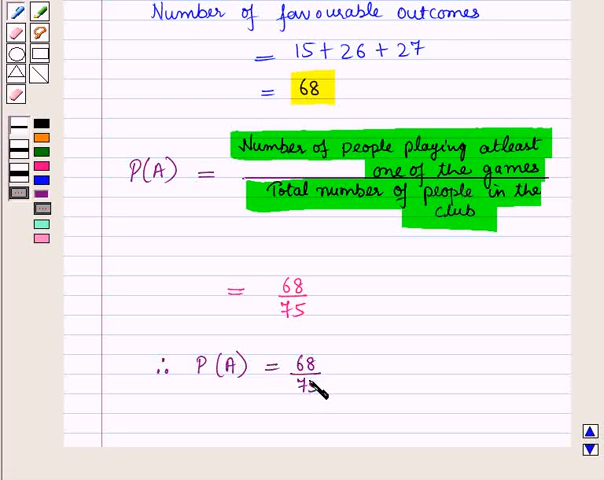 Number of favourable outcomes
= 15 + 26 + 27
= 68
P(A) = Number of people playing atleast
one of the games
Total number of people in the
club
= 68
75
∴ P(A) = 68
75